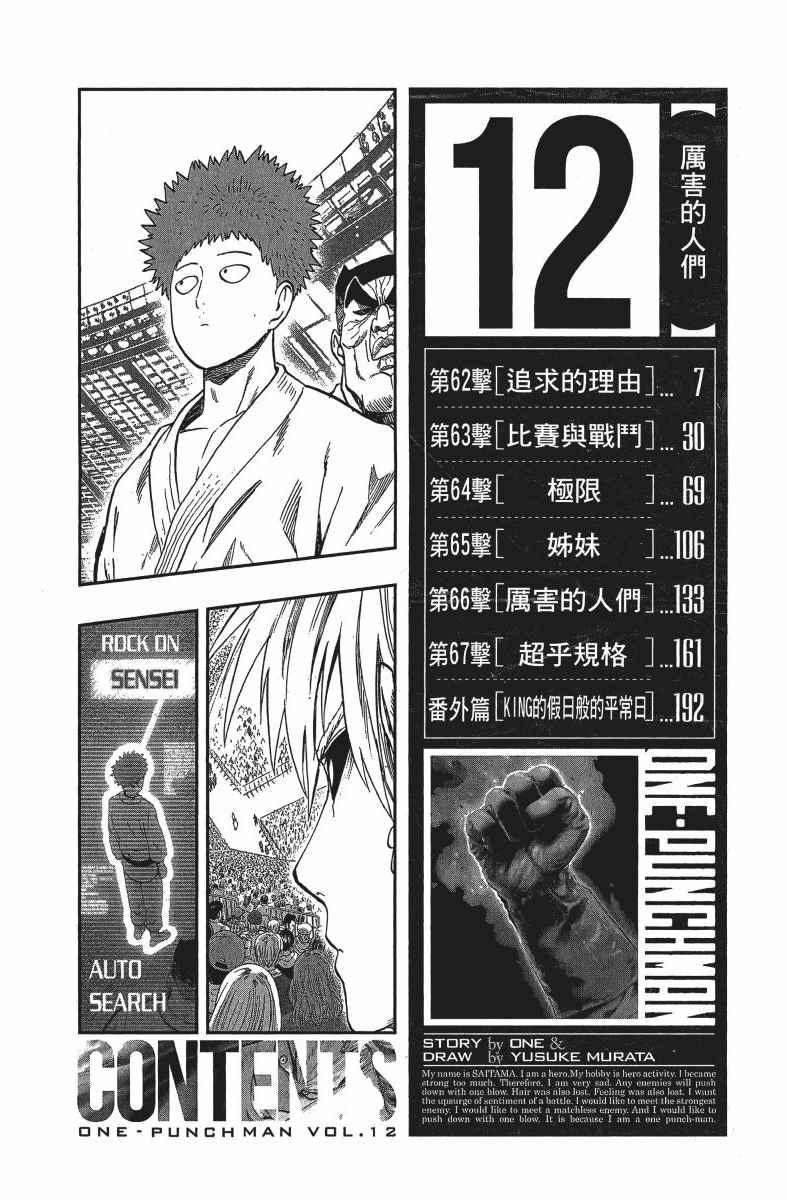 12
厲害的人們
第62擊[追求的理由]...7
第63擊[比賽與戰鬥]...30
第64擊[極限]...69
第65擊[姊妹]...106
第66擊[厲害的人們]...133
第67擊[超乎規格]...161
番外篇[KING的假日般的平常日]...192
ROCK ON
SENSEI
AUTO
SEARCH
ONE-PUNCHMAN
STORY by ONE &
DRAW by YUSUKE MURATA
My name is SAITAMA. I am a hero.My hobby is hero activity. I became
strong too much. Therefore, I am very sad. Any enemies will push
down with one blow. Hair was also lost. Feeling was also lost. I want
the upsurge of sentiment of a battle. I would like to meet the strongest
enemy. I would like to meet a matchless enemy. And I would like to
push down with one blow. It is because I am a one punch-man.
CONTENTS
ONE-PUNCHMAN VOL.12